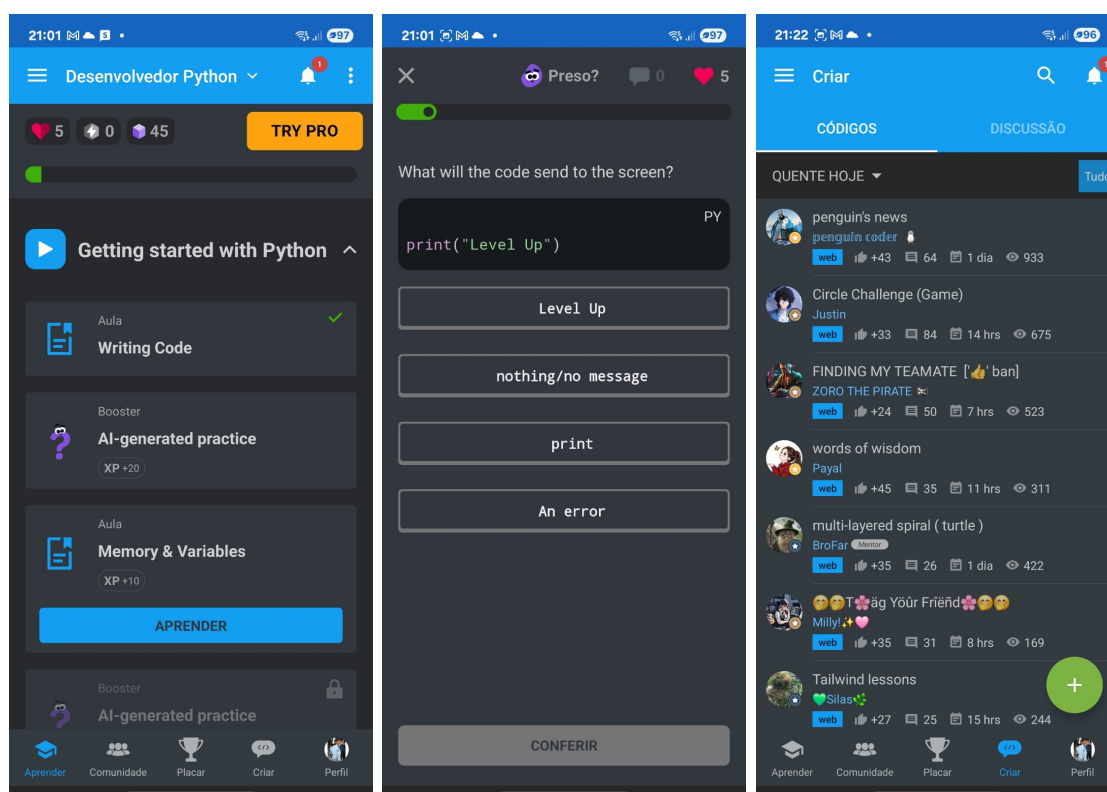 21:01
97
Desenvolvedor Python
1
5
0
45
TRY PRO
Getting started with Python
Aula
Writing Code
Booster
AI-generated practice
XP +20
Aula
Memory & Variables
XP +10
APRENDER
Booster
AI-generated practice
Aprender
Comunidade
Placar
Criar
Perfil
21:01
97
Preso?
0
5
What will the code send to the screen?
PY
print("Level Up")
Level Up
nothing/no message
print
An error
CONFERIR
21:22
96
Criar
CÓDIGOS
DISCUSSÃO
QUENTE HOJE
penguin's news
penguin coder
web +43 64 1 dia 933
Circle Challenge (Game)
Justin
web +33 84 14 hrs 675
FINDING MY TEAMATE ['👍' ban]
ZORO THE PIRATE
web +24 50 7 hrs 523
words of wisdom
Payal
web +45 35 11 hrs 311
multi-layered spiral ( turtle )
BroFar Mentor
web +35 26 1 dia 422
🤭🤭T🌸äg Yöûr Frïëñd🌸🤭🤭
Milly!✨🩷
web +35 31 8 hrs 169
Tailwind lessons
💚Silas🌿
web +27 25 15 hrs 244
Aprender
Comunidade
Placar
Criar
Perfil